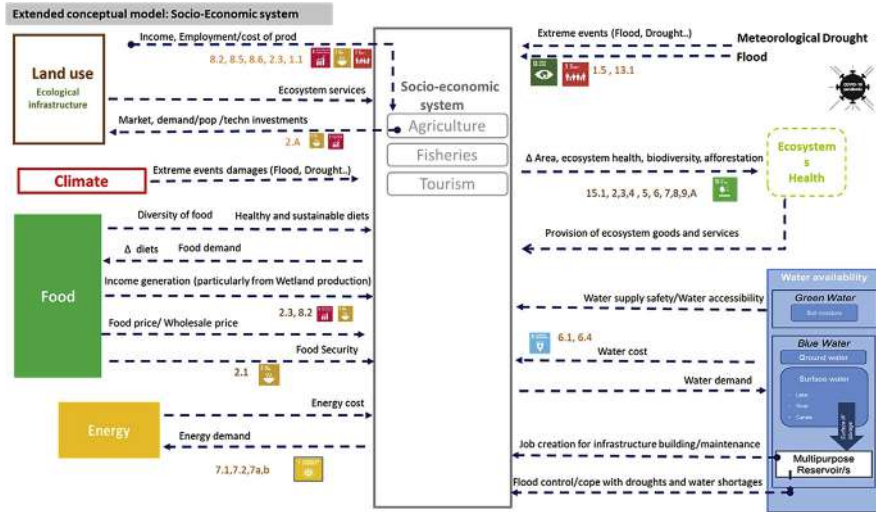 Extended conceptual model: Socio-Economic system
Income, Employment/cost of prod
8.2, 8.5, 8.6, 2.3, 1.1
Land use
Ecological
infrastructure
Ecosystem services
Market, demand/pop /techn investments
2.A
Climate
Extreme events damages (Flood, Drought..)
Diversity of food
Healthy and sustainable diets
Δ diets
Food demand
Food
Income generation (particularly from Wetland production)
2.3, 8.2
Food price/ Wholesale price
Food Security
2.1
Energy
Energy cost
Energy demand
7.1,7.2,7a,b
Socio-economic
system
Agriculture
Fisheries
Tourism
Extreme events (Flood, Drought..)
Meteorological Drought
Flood
1.5 , 13.1
Δ Area, ecosystem health, biodiversity, afforestation
15.1, 2,3,4 , 5, 6, 7,8,9,A
Ecosystem
s
Health
Provision of ecosystem goods and services
Water availability
Green Water
Soil moisture
Water supply safety/Water accessibility
6.1, 6.4
Water cost
Blue Water
Ground water
Surface water
Water demand
Job creation for infrastructure building/maintenance
Multipurpose
Reservoir/s
Flood control/cope with droughts and water shortages